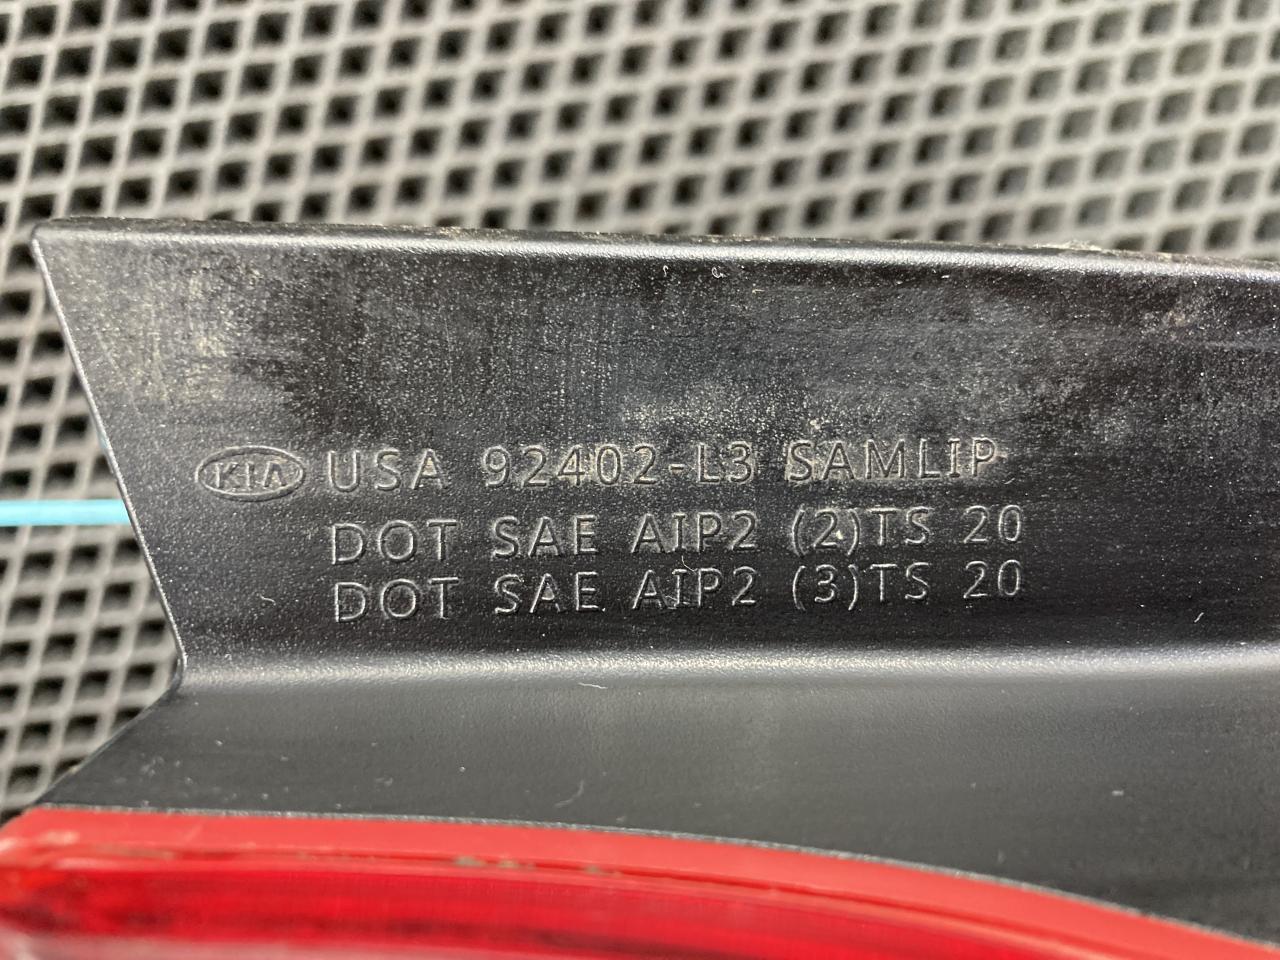 KIA USA 92402-L3 SAMLIP
DOT SAE AIP2 (2)TS 20
DOT SAE AIP2 (3)TS 20